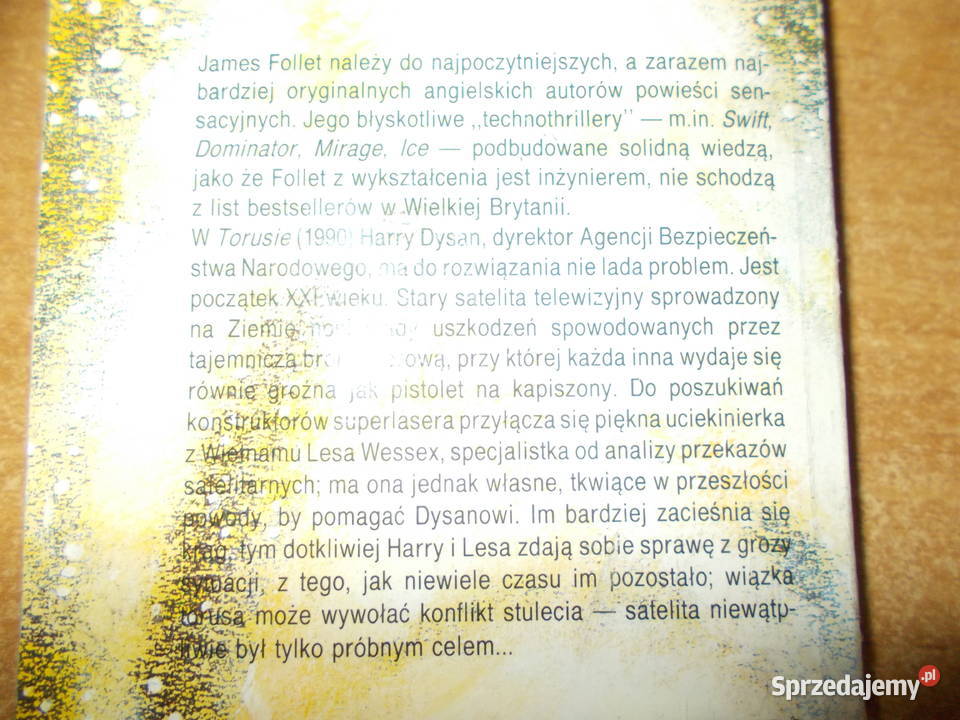 James Follet należy do najpoczytniejszych, a zarazem naj-
bardziej oryginalnych angielskich autorów powieści sen-
sacyjnych. Jego błyskotliwe ,,technothrillery" — m.in. Swift,
Dominator, Mirage, Ice — podbudowane solidną wiedzą,
jako że Follet z wykształcenia jest inżynierem, nie schodzą
z list bestsellerów w Wielkiej Brytanii.
W Torusie (1990) Harry Dysan, dyrektor Agencji Bezpieczeń-
stwa Narodowego, ma do rozwiązania nie lada problem. Jest
początek XXI wieku. Stary satelita telewizyjny sprowadzony
na Ziemię uszkodzeń spowodowanych przez
tajemniczą przy której każda inna wydaje się
równie groźna jak pistolet na kapiszony. Do poszukiwań
konstruktorów superlasera przyłącza się piękna uciekinierka
z Wietnamu Lesa Wessex, specjalistka od analizy przekazów
satelitarnych; ma ona jednak własne, tkwiące w przeszłości
powody, by pomagać Dysanowi. Im bardziej zacieśnia się
krąg, tym dotkliwiej Harry i Lesa zdają sobie sprawę z grozy
sytuacji, z tego, jak niewiele czasu im pozostało; wiązka
torusa może wywołać konflikt stulecia — satelita niewątp-
liwie był tylko próbnym celem...
Sprzedajemy.pl